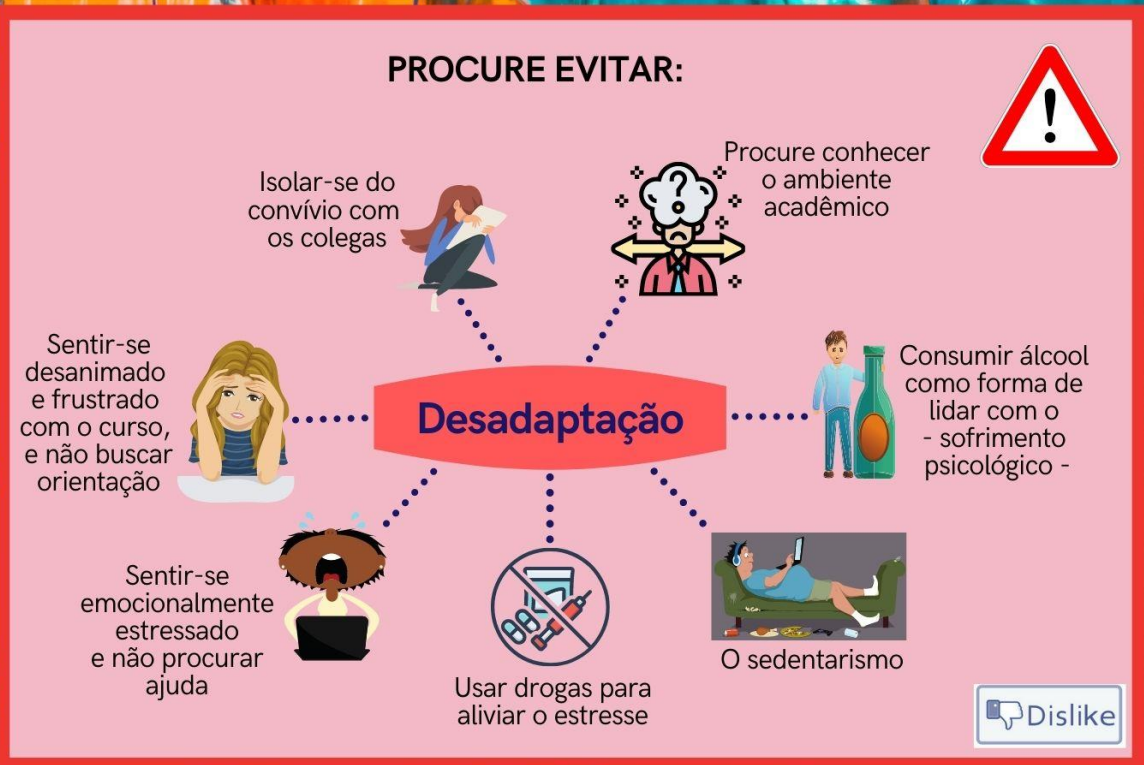 PROCURE EVITAR:
Isolar-se do
convívio com
os colegas
Procure conhecer
o ambiente
acadêmico
Sentir-se
desanimado
e frustrado
com o curso,
e não buscar
orientação
Desadaptação
Consumir álcool
como forma de
lidar com o
- sofrimento
psicológico -
Sentir-se
emocionalmente
estressado
e não procurar
ajuda
Usar drogas para
aliviar o estresse
O sedentarismo
Dislike